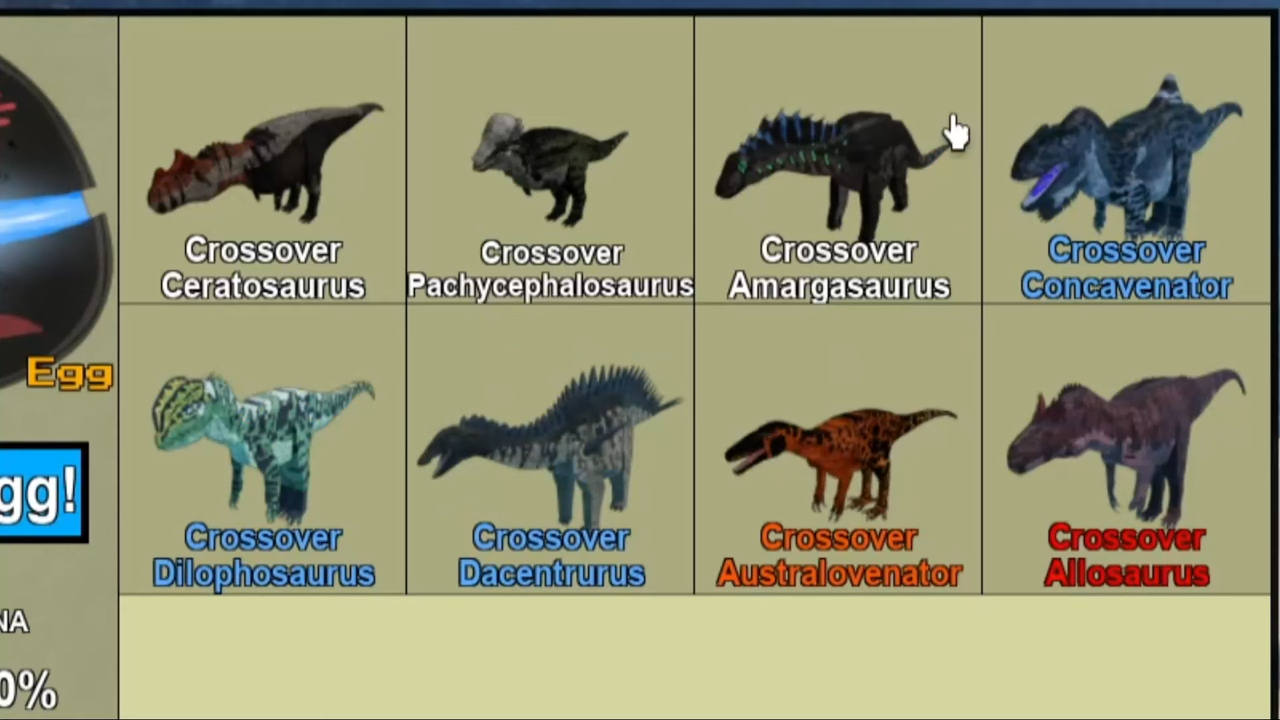 Crossover
Ceratosaurus
Crossover
Pachycephalosaurus
Crossover
Amargasaurus
Crossover
Concavenator
Egg
Crossover
Dilophosaurus
Crossover
Dacentrurus
Crossover
Australovenator
Crossover
Allosaurus
gg!
NA
0%